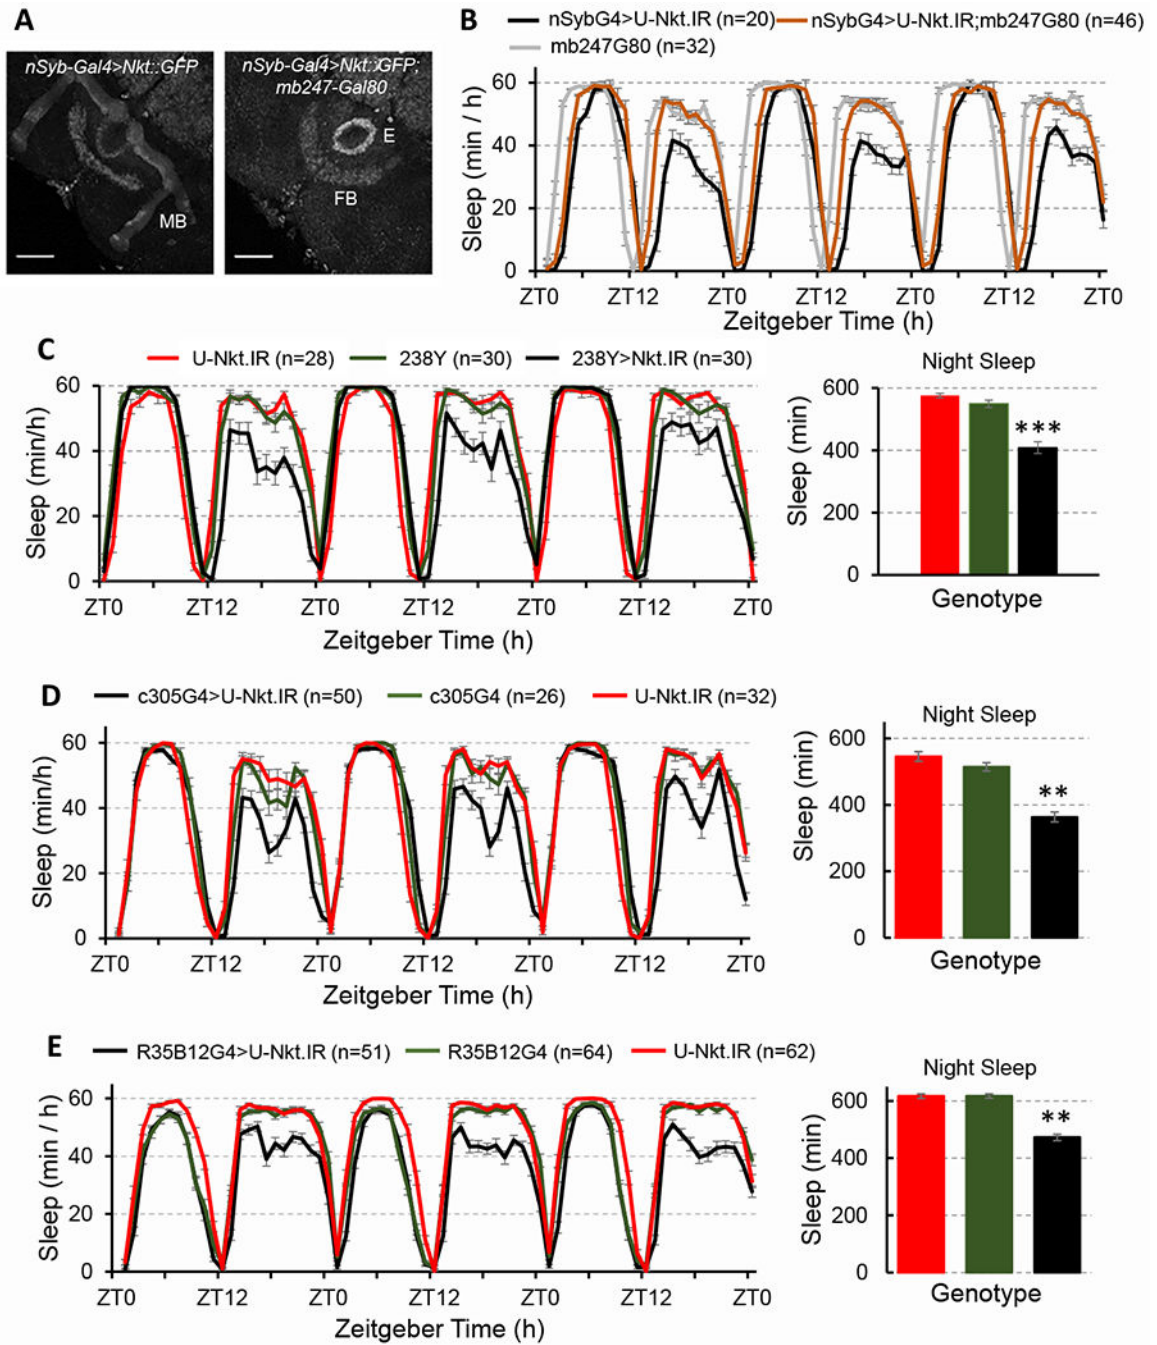 A
nSyb-Gal4>Nkt::GFP
MB
nSyb-Gal4>Nkt::GFP;
mb247-Gal80
E
FB
B
nSybG4>U-Nkt.IR (n=20)
nSybG4>U-Nkt.IR;mb247G80 (n=46)
mb247G80 (n=32)
Sleep (min / h)
60
40
20
0
ZT0 ZT12 ZT0 ZT12 ZT0 ZT12 ZT0
Zeitgeber Time (h)
C
U-Nkt.IR (n=28) 238Y (n=30) 238Y>Nkt.IR (n=30)
Sleep (min/h)
60
40
20
0
ZT0 ZT12 ZT0 ZT12 ZT0 ZT12 ZT0
Zeitgeber Time (h)
Night Sleep
Sleep (min)
600
400
200
0
***
Genotype
D
c305G4>U-Nkt.IR (n=50) c305G4 (n=26) U-Nkt.IR (n=32)
Sleep (min/h)
60
40
20
0
ZT0 ZT12 ZT0 ZT12 ZT0 ZT12 ZT0
Zeitgeber Time (h)
Night Sleep
Sleep (min)
600
400
200
0
**
Genotype
E
R35B12G4>U-Nkt.IR (n=51) R35B12G4 (n=64) U-Nkt.IR (n=62)
Sleep (min / h)
60
40
20
0
ZT0 ZT12 ZT0 ZT12 ZT0 ZT12 ZT0
Zeitgeber Time (h)
Night Sleep
Sleep (min)
600
400
200
0
**
Genotype